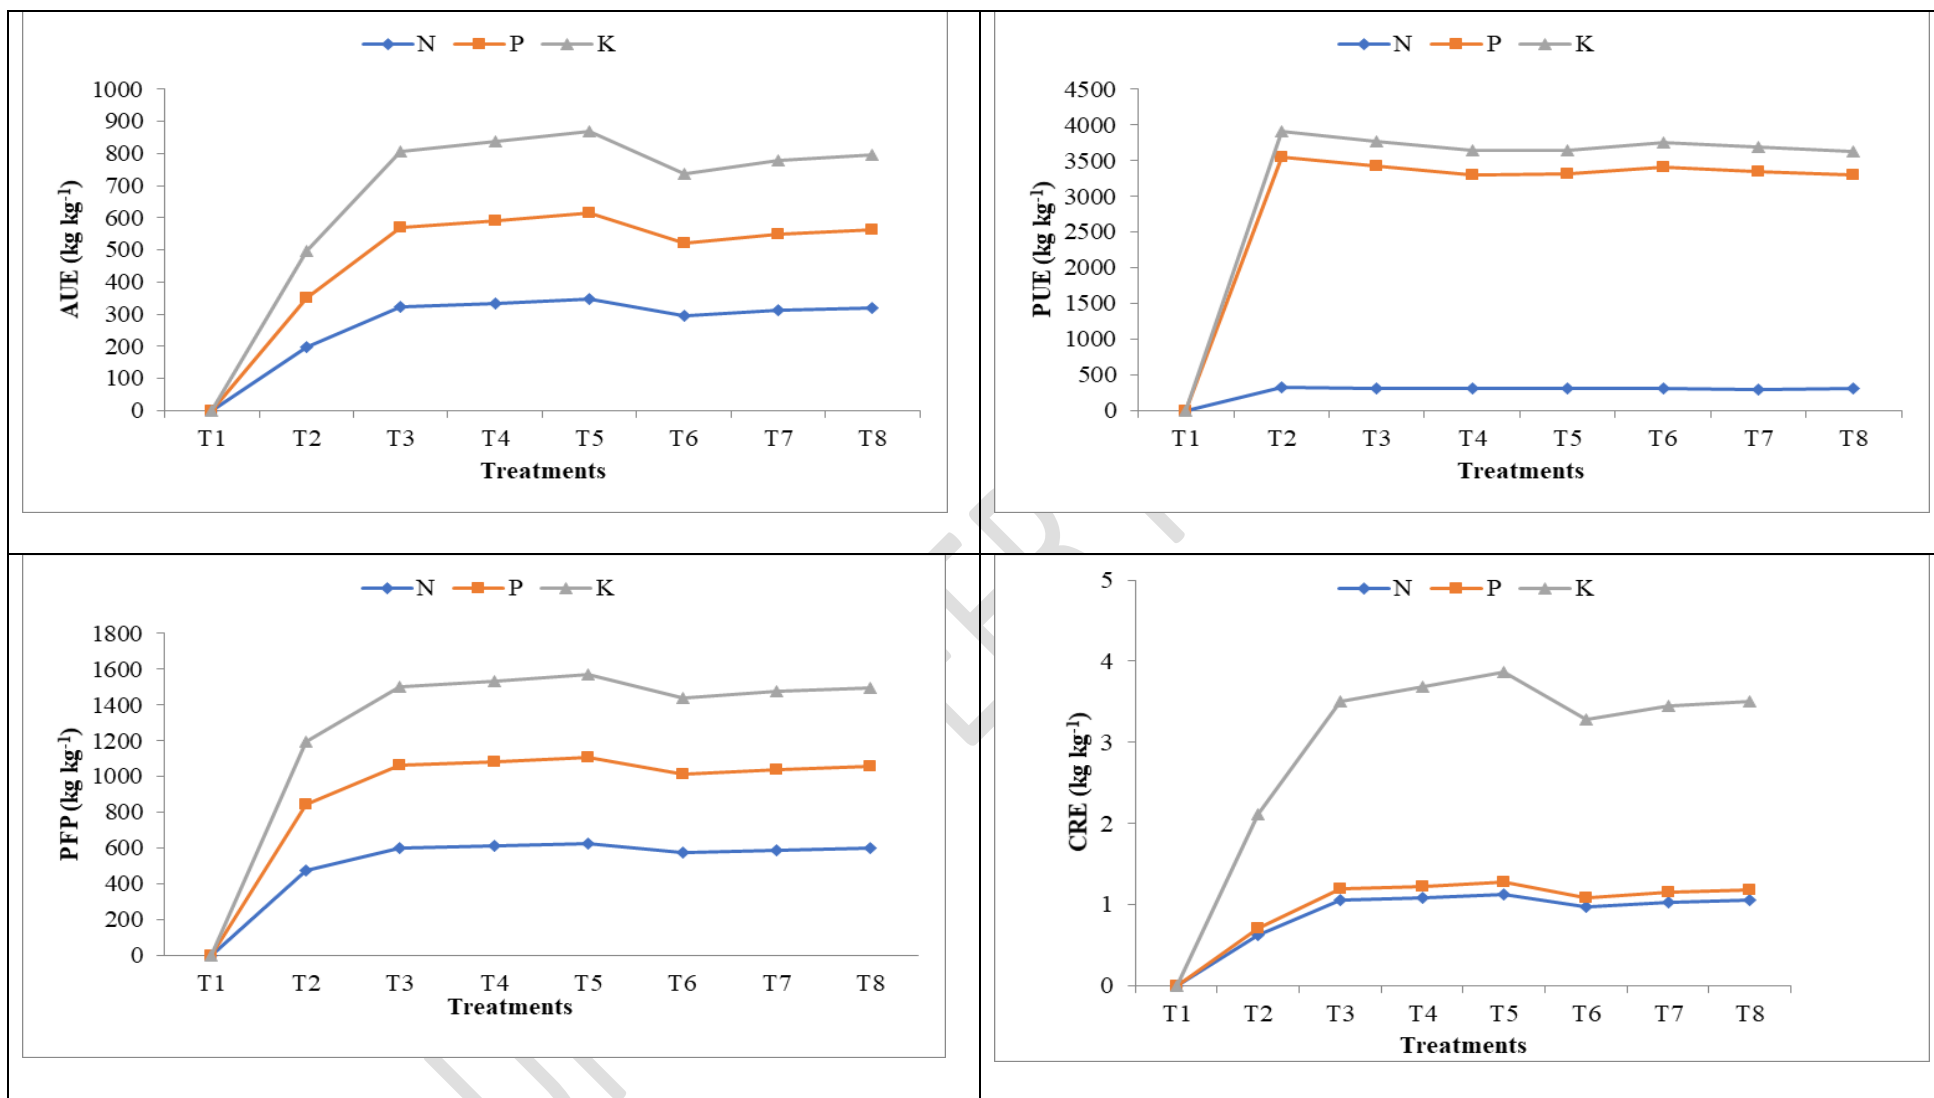 N P K
1000
900
800
700
600
500
400
300
200
100
0
AUE (kg kg⁻¹)
T1 T2 T3 T4 T5 T6 T7 T8
Treatments
N P K
4500
4000
3500
3000
2500
2000
1500
1000
500
0
PUE (kg kg⁻¹)
T1 T2 T3 T4 T5 T6 T7 T8
Treatments
N P K
1800
1600
1400
1200
1000
800
600
400
200
0
PFP (kg kg⁻¹)
T1 T2 T3 T4 T5 T6 T7 T8
Treatments
N P K
5
4
3
2
1
0
CRE (kg kg⁻¹)
T1 T2 T3 T4 T5 T6 T7 T8
Treatments